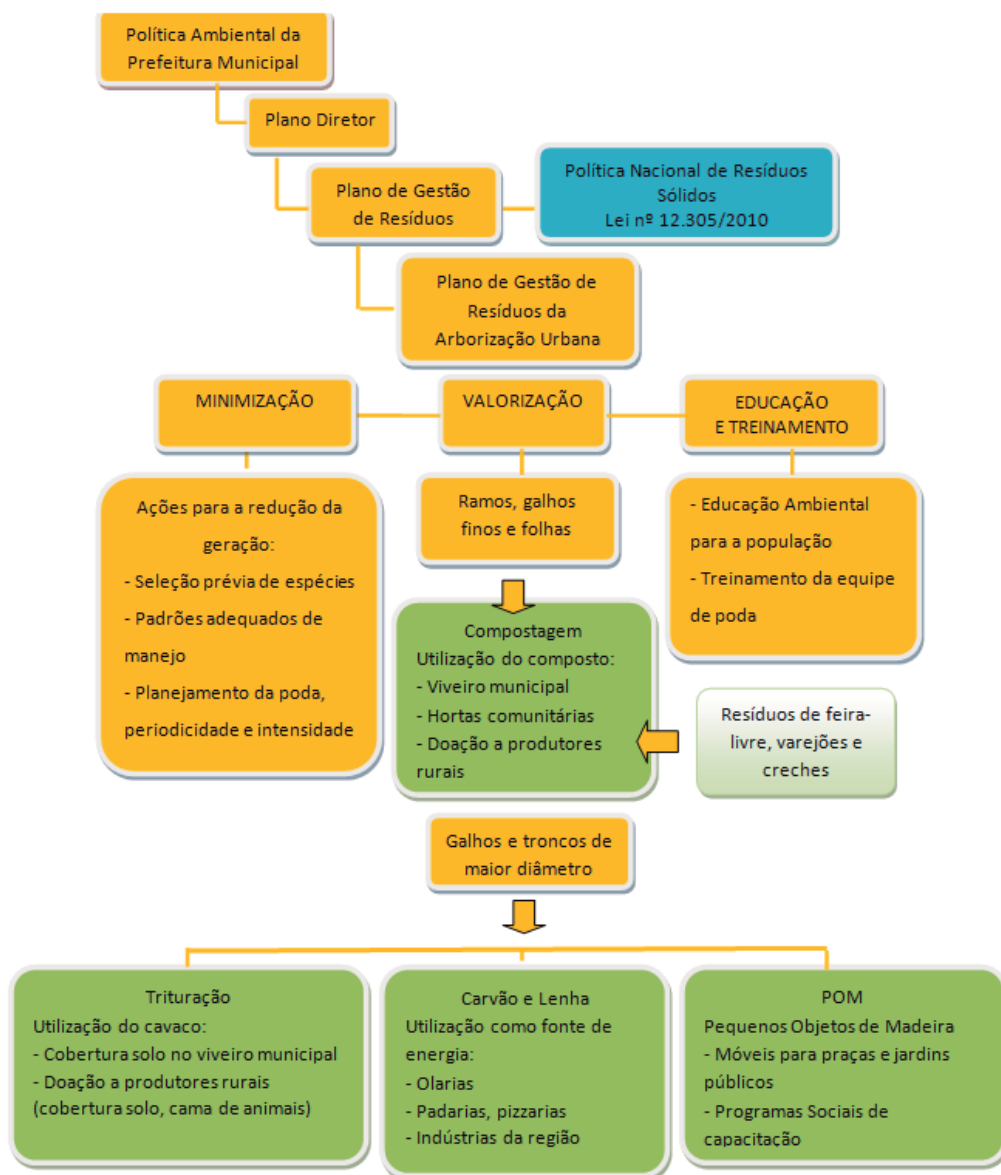 Política Ambiental da
Prefeitura Municipal
Plano Diretor
Plano de Gestão
de Resíduos
Política Nacional de Resíduos
Sólidos
Lei nº 12.305/2010
Plano de Gestão de
Resíduos da
Arborização Urbana
MINIMIZAÇÃO
VALORIZAÇÃO
EDUCAÇÃO
E TREINAMENTO
Ações para a redução da
geração:
- Seleção prévia de espécies
- Padrões adequados de
manejo
- Planejamento da poda,
periodicidade e intensidade
Ramos, galhos
finos e folhas
- Educação Ambiental
para a população
- Treinamento da equipe
de poda
Compostagem
Utilização do composto:
- Viveiro municipal
- Hortas comunitárias
- Doação a produtores
rurais
Resíduos de feira-
livre, varejões e
creches
Galhos e troncos de
maior diâmetro
Trituração
Utilização do cavaco:
- Cobertura solo no viveiro municipal
- Doação a produtores rurais
(cobertura solo, cama de animais)
Carvão e Lenha
Utilização como fonte de
energia:
- Olarias
- Padarias, pizzarias
- Indústrias da região
POM
Pequenos Objetos de Madeira
- Móveis para praças e jardins
públicos
- Programas Sociais de
capacitação